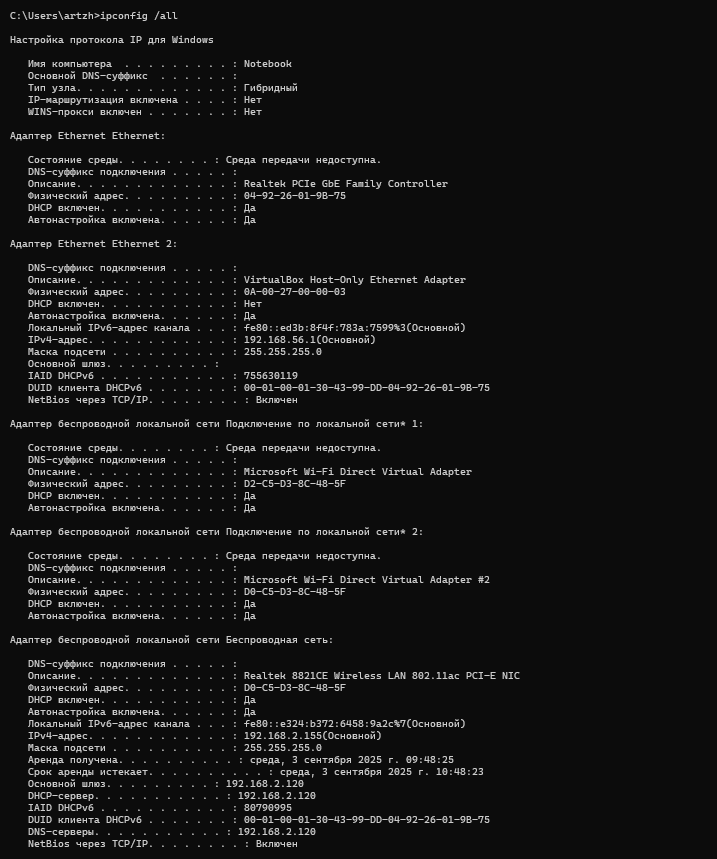 C:\Users\artzh>ipconfig /all
Настройка протокола IP для Windows
Имя компьютера  . . . . . . . . . : Notebook
Основной DNS-суффикс  . . . . . . :
Тип узла. . . . . . . . . . . . . : Гибридный
IP-маршрутизация включена . . . . : Нет
WINS-прокси включен . . . . . . . : Нет
Адаптер Ethernet Ethernet:
Состояние среды. . . . . . . . : Среда передачи недоступна.
DNS-суффикс подключения . . . . . :
Описание. . . . . . . . . . . . . : Realtek PCIe GbE Family Controller
Физический адрес. . . . . . . . . : 04-92-26-01-9B-75
DHCP включен. . . . . . . . . . . : Да
Автонастройка включена. . . . . . : Да
Адаптер Ethernet Ethernet 2:
DNS-суффикс подключения . . . . . :
Описание. . . . . . . . . . . . . : VirtualBox Host-Only Ethernet Adapter
Физический адрес. . . . . . . . . : 0A-00-27-00-00-03
DHCP включен. . . . . . . . . . . : Нет
Автонастройка включена. . . . . . : Да
Локальный IPv6-адрес канала . . . : fe80::ed3b:8f4f:783a:7599%3(Основной)
IPv4-адрес. . . . . . . . . . . . : 192.168.56.1(Основной)
Маска подсети . . . . . . . . . . : 255.255.255.0
Основной шлюз. . . . . . . . . :
IAID DHCPv6 . . . . . . . . . . . : 755630119
DUID клиента DHCPv6 . . . . . . . : 00-01-00-01-30-43-99-DD-04-92-26-01-9B-75
NetBios через TCP/IP. . . . . . . . : Включен
Адаптер беспроводной локальной сети Подключение по локальной сети* 1:
Состояние среды. . . . . . . . : Среда передачи недоступна.
DNS-суффикс подключения . . . . . :
Описание. . . . . . . . . . . . . : Microsoft Wi-Fi Direct Virtual Adapter
Физический адрес. . . . . . . . . : D2-C5-D3-8C-48-5F
DHCP включен. . . . . . . . . . . : Да
Автонастройка включена. . . . . . : Да
Адаптер беспроводной локальной сети Подключение по локальной сети* 2:
Состояние среды. . . . . . . . : Среда передачи недоступна.
DNS-суффикс подключения . . . . . :
Описание. . . . . . . . . . . . . : Microsoft Wi-Fi Direct Virtual Adapter #2
Физический адрес. . . . . . . . . : D0-C5-D3-8C-48-5F
DHCP включен. . . . . . . . . . . : Да
Автонастройка включена. . . . . . : Да
Адаптер беспроводной локальной сети Беспроводная сеть:
DNS-суффикс подключения . . . . . :
Описание. . . . . . . . . . . . . : Realtek 8821CE Wireless LAN 802.11ac PCI-E NIC
Физический адрес. . . . . . . . . : D0-C5-D3-8C-48-5F
DHCP включен. . . . . . . . . . . : Да
Автонастройка включена. . . . . . : Да
Локальный IPv6-адрес канала . . . : fe80::e324:b372:6458:9a2c%7(Основной)
IPv4-адрес. . . . . . . . . . . . : 192.168.2.155(Основной)
Маска подсети . . . . . . . . . . : 255.255.255.0
Аренда получена. . . . . . . . . . : среда, 3 сентября 2025 г. 09:48:25
Срок аренды истекает. . . . . . . . . . : среда, 3 сентября 2025 г. 10:48:23
Основной шлюз. . . . . . . . . : 192.168.2.120
DHCP-сервер. . . . . . . . . . . : 192.168.2.120
IAID DHCPv6 . . . . . . . . . . . : 80790995
DUID клиента DHCPv6 . . . . . . . : 00-01-00-01-30-43-99-DD-04-92-26-01-9B-75
DNS-серверы. . . . . . . . . . . : 192.168.2.120
NetBios через TCP/IP. . . . . . . . : Включен